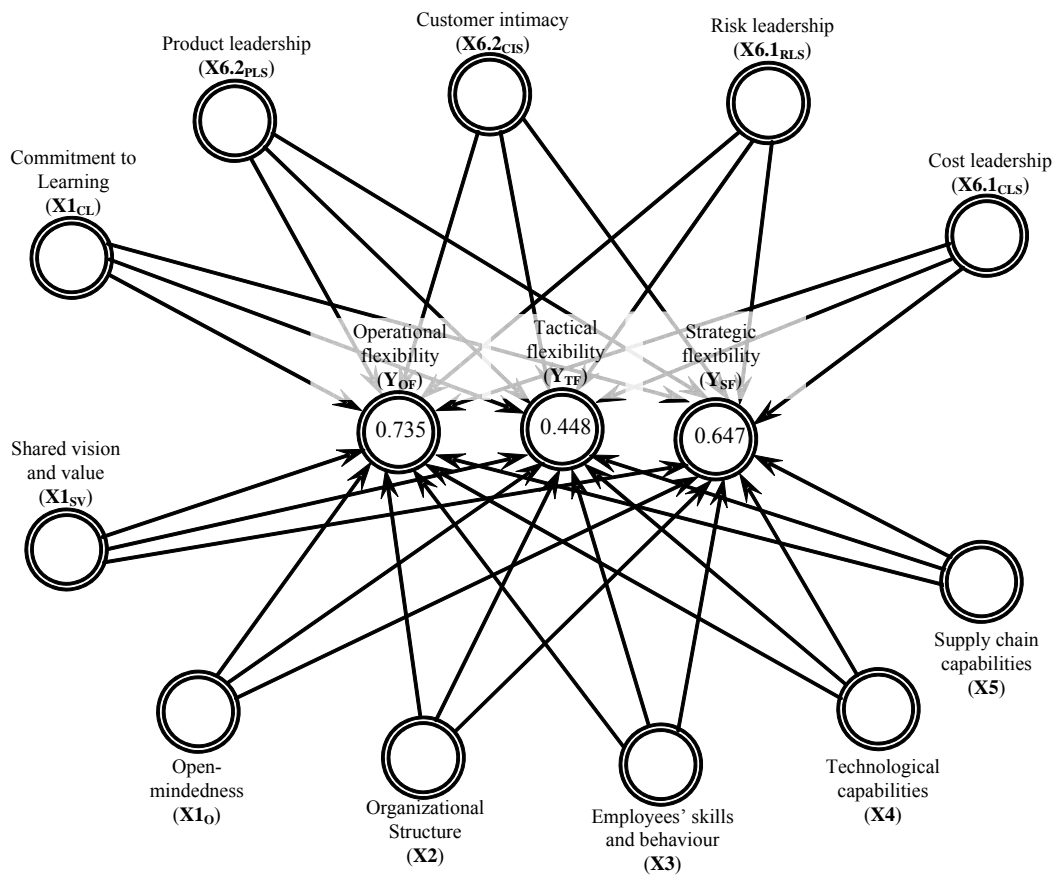 Customer intimacy
(X6.2CIS)
Risk leadership
(X6.1RLS)
Product leadership
(X6.2PLS)
Commitment to
Learning
(X1CL)
Cost leadership
(X6.1CLS)
Operational
flexibility
(YOF)
Tactical
flexibility
(YTF)
Strategic
flexibility
(YSF)
0.735
0.448
0.647
Shared vision
and value
(X1SV)
Supply chain
capabilities
(X5)
Open-
mindedness
(X1O)
Organizational
Structure
(X2)
Employees’ skills
and behaviour
(X3)
Technological
capabilities
(X4)